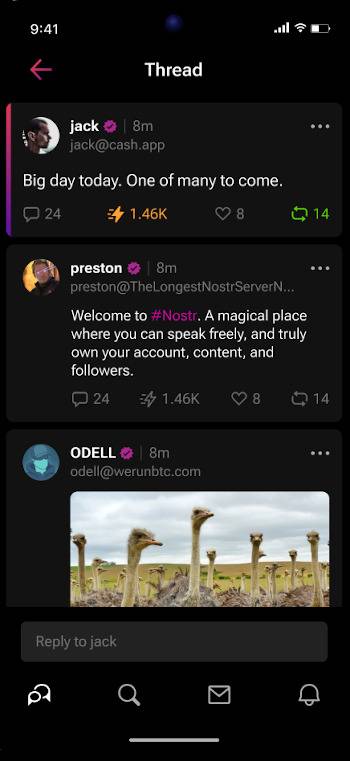 9:41
Thread
jack | 8m
jack@cash.app
Big day today. One of many to come.
24 1.46K 8 14
preston | 8m
preston@TheLongestNostrServerN...
Welcome to #Nostr. A magical place
where you can speak freely, and truly
own your account, content, and
followers.
24 1.46K 8 14
ODELL | 8m
odell@werunbtc.com
Reply to jack